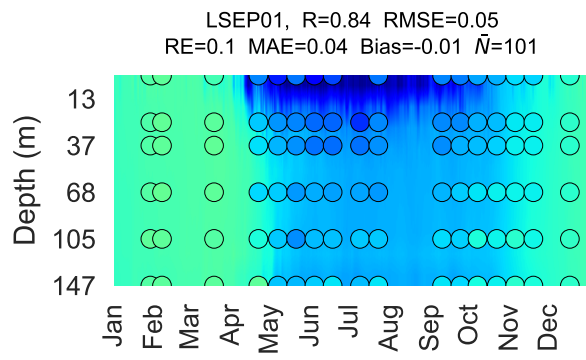 LSEP01, R=0.84 RMSE=0.05
RE=0.1 MAE=0.04 Bias=-0.01 N̄=101
Depth (m)
13
37
68
105
147
Jan
Feb
Mar
Apr
May
Jun
Jul
Aug
Sep
Oct
Nov
Dec